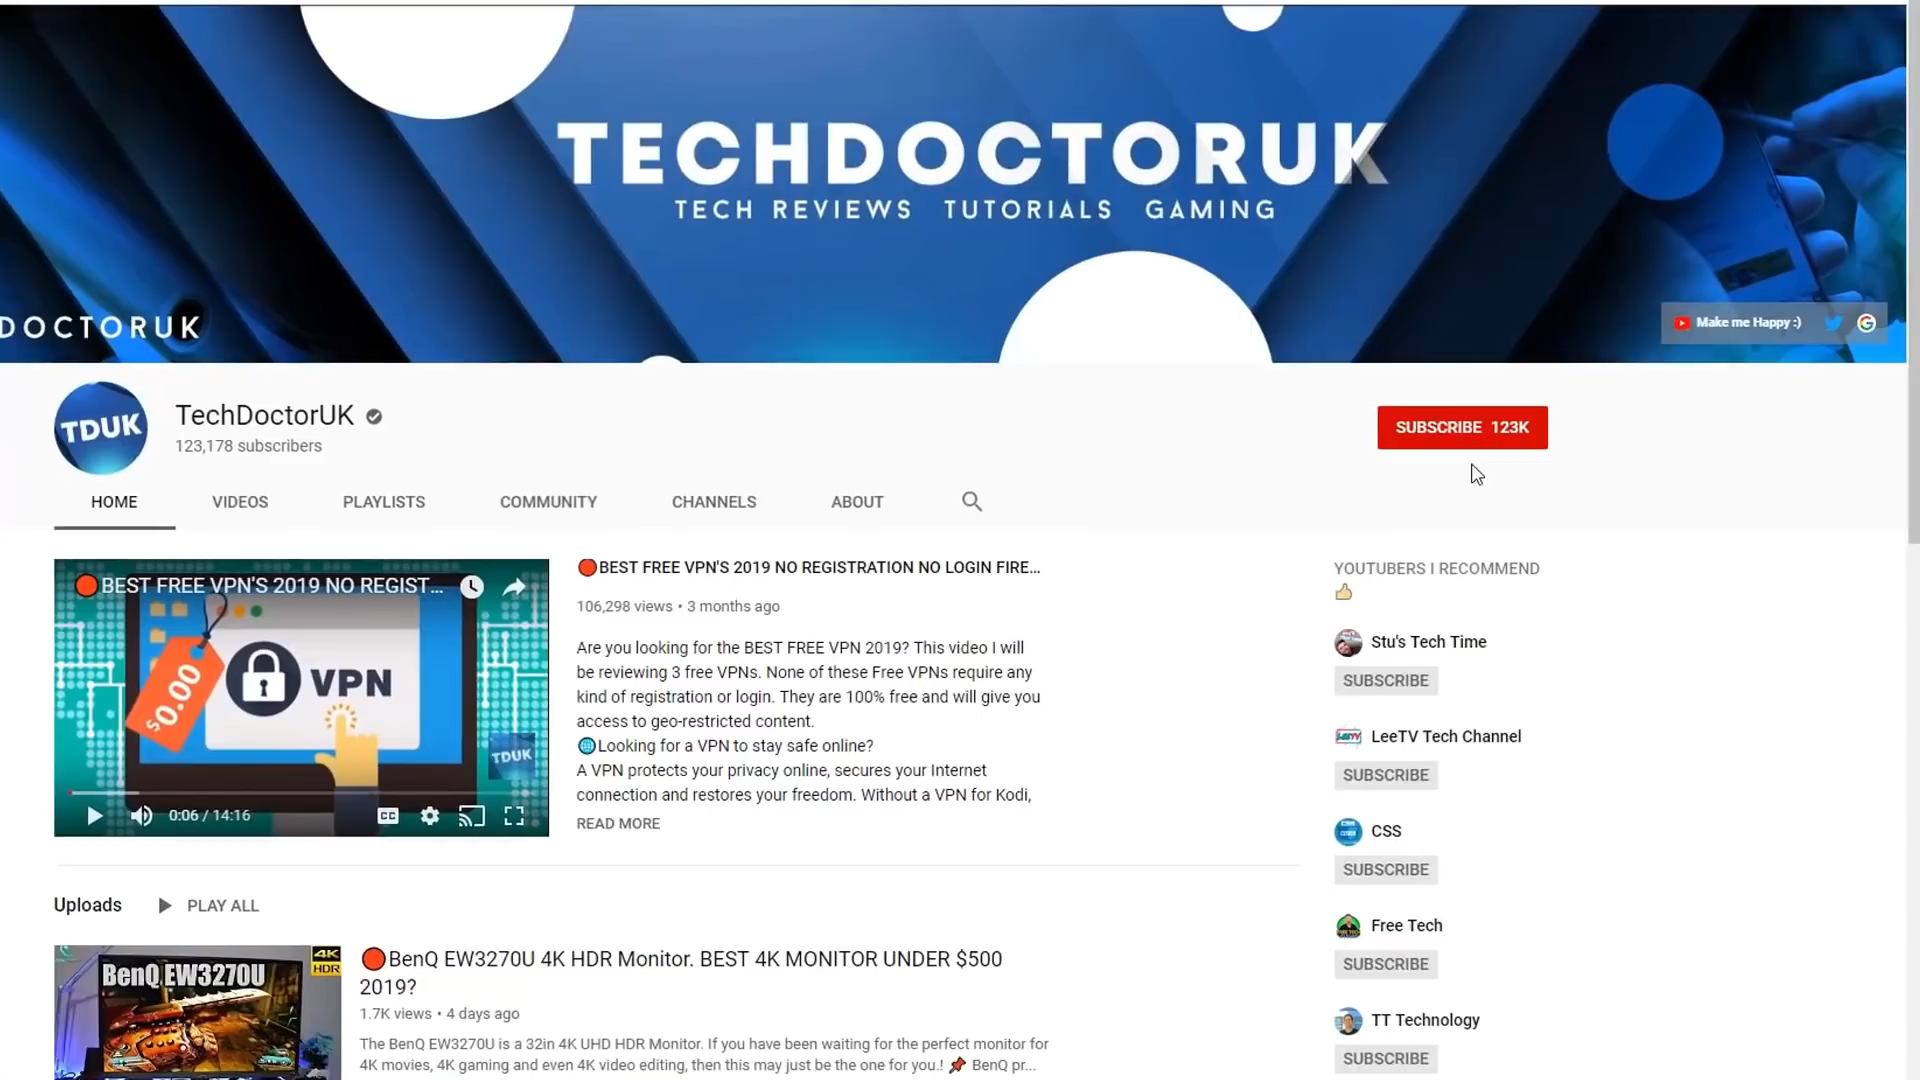 TECHDOCTORUK
TECH REVIEWS TUTORIALS GAMING
DOCTORUK
Make me Happy :)
TDUK
TechDoctorUK
123,178 subscribers
SUBSCRIBE 123K
HOME VIDEOS PLAYLISTS COMMUNITY CHANNELS ABOUT
BEST FREE VPN'S 2019 NO REGIST...
$0.00
VPN
TDUK
0:06 / 14:16
CC
🔴BEST FREE VPN'S 2019 NO REGISTRATION NO LOGIN FIRE...
106,298 views • 3 months ago
Are you looking for the BEST FREE VPN 2019? This video I will
be reviewing 3 free VPNs. None of these Free VPNs require any
kind of registration or login. They are 100% free and will give you
access to geo-restricted content.
🌐Looking for a VPN to stay safe online?
A VPN protects your privacy online, secures your Internet
connection and restores your freedom. Without a VPN for Kodi,
READ MORE
YOUTUBERS I RECOMMEND
👍
Stu's Tech Time
SUBSCRIBE
LeeTV Tech Channel
SUBSCRIBE
CSS
SUBSCRIBE
Free Tech
SUBSCRIBE
TT Technology
SUBSCRIBE
Uploads PLAY ALL
BenQ EW3270U
4K
HDR
🔴BenQ EW3270U 4K HDR Monitor. BEST 4K MONITOR UNDER $500
2019?
1.7K views • 4 days ago
The BenQ EW3270U is a 32in 4K UHD HDR Monitor. If you have been waiting for the perfect monitor for
4K movies, 4K gaming and even 4K video editing, then this may just be the one for you.! 📌 BenQ pr...